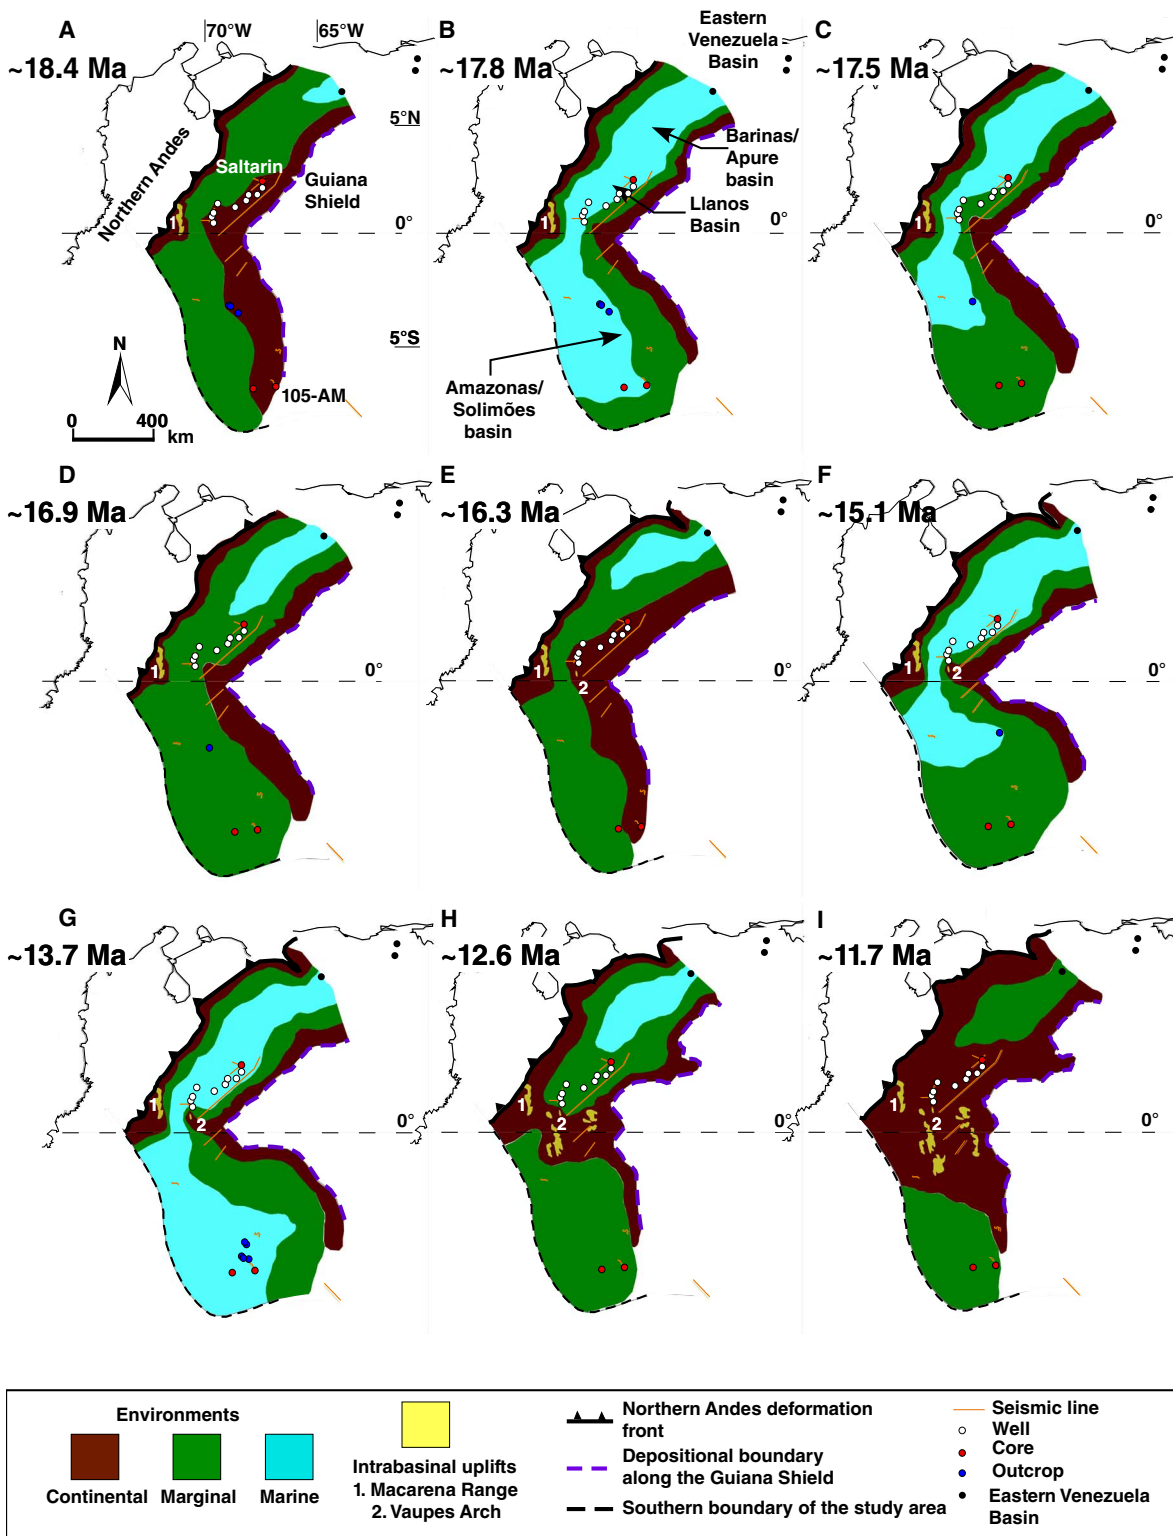 A
70°W
65°W
~18.4 Ma
5°N
Northern Andes
Saltarin
Guiana
Shield
1
0°
5°S
N
0
400
km
105-AM
B
Eastern
Venezuela
Basin
~17.8 Ma
Barinas/
Apure
basin
Llanos
Basin
1
0°
Amazonas/
Solimões
basin
C
~17.5 Ma
1
0°
D
~16.9 Ma
1
0°
E
~16.3 Ma
1
2
0°
F
~15.1 Ma
1
2
0°
G
~13.7 Ma
1
2
0°
H
~12.6 Ma
1
2
0°
I
~11.7 Ma
1
2
0°
Environments
Continental
Marginal
Marine
Intrabasinal uplifts
1. Macarena Range
2. Vaupes Arch
Northern Andes deformation
front
Depositional boundary
along the Guiana Shield
Southern boundary of the study area
Seismic line
Well
Core
Outcrop
Eastern Venezuela
Basin